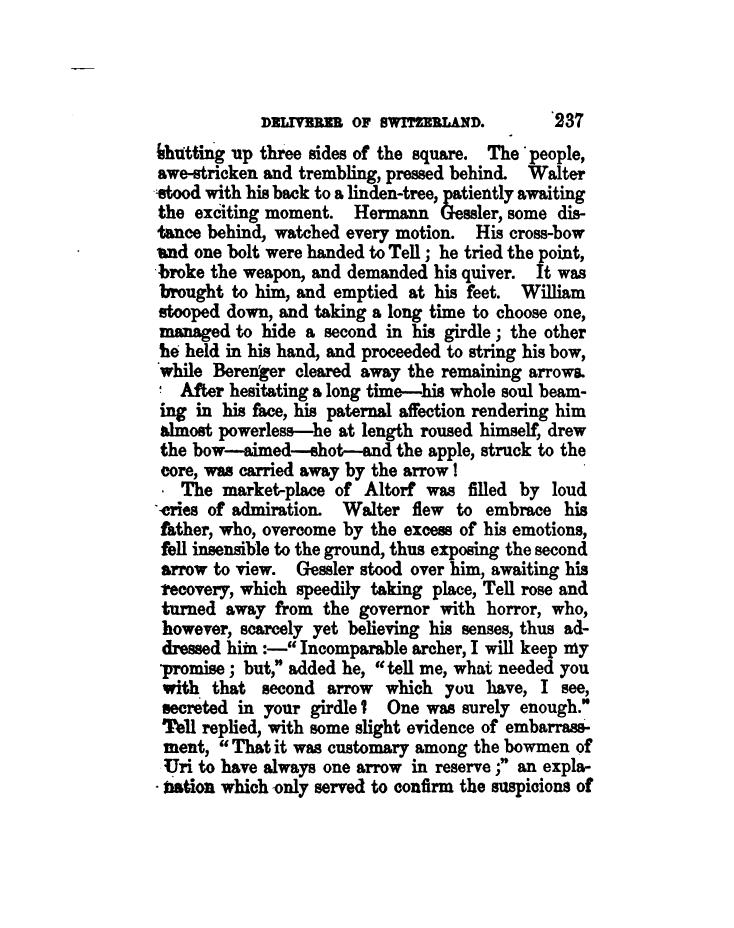 DELIVERER OF SWITZERLAND. 237
shutting up three sides of the square. The people,
awe-stricken and trembling, pressed behind. Walter
stood with his back to a linden-tree, patiently awaiting
the exciting moment. Hermann Gessler, some dis-
tance behind, watched every motion. His cross-bow
and one bolt were handed to Tell; he tried the point,
broke the weapon, and demanded his quiver. It was
brought to him, and emptied at his feet. William
stooped down, and taking a long time to choose one,
managed to hide a second in his girdle; the other
he held in his hand, and proceeded to string his bow,
while Berenger cleared away the remaining arrows.
After hesitating a long time—his whole soul beam-
ing in his face, his paternal affection rendering him
almost powerless—he at length roused himself, drew
the bow—aimed—shot—and the apple, struck to the
core, was carried away by the arrow!
The market-place of Altorf was filled by loud
cries of admiration. Walter flew to embrace his
father, who, overcome by the excess of his emotions,
fell insensible to the ground, thus exposing the second
arrow to view. Gessler stood over him, awaiting his
recovery, which speedily taking place, Tell rose and
turned away from the governor with horror, who,
however, scarcely yet believing his senses, thus ad-
dressed him:—“Incomparable archer, I will keep my
promise; but,” added he, “tell me, what needed you
with that second arrow which you have, I see,
secreted in your girdle? One was surely enough.”
Tell replied, with some slight evidence of embarrass-
ment, “That it was customary among the bowmen of
Uri to have always one arrow in reserve;” an expla-
nation which only served to confirm the suspicions of